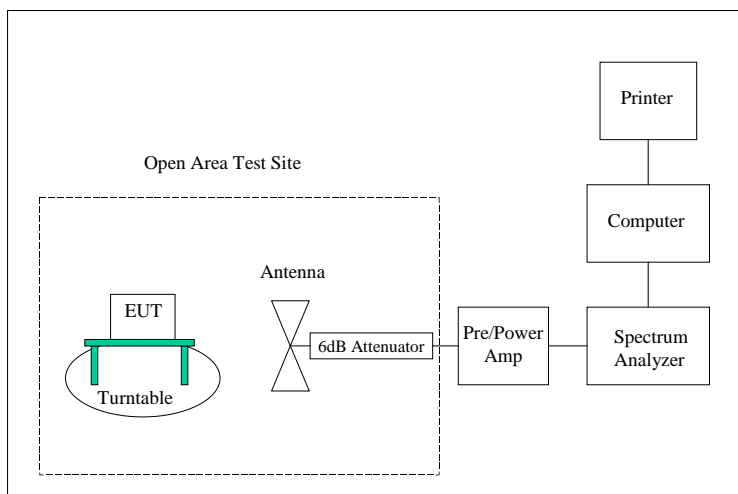 Printer
Open Area Test Site
Computer
Antenna
EUT
Pre/Power
Amp
Spectrum
Analyzer
6dB Attenuator
Turntable